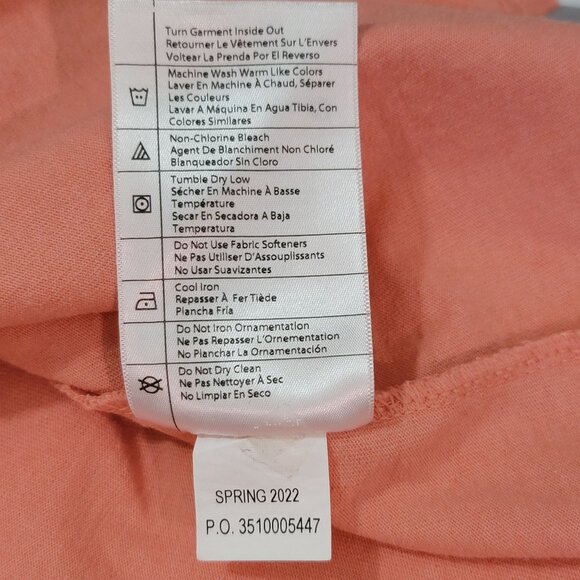 Turn Garment Inside Out
Retourner Le Vêtement Sur L'Envers
Voltear La Prenda Por El Reverso
Machine Wash Warm Like Colors
Laver En Machine À Chaud, Séparer
Les Couleurs
Lavar A Máquina En Agua Tibia, Con
Colores Similares
Non-Chlorine Bleach
Agent De Blanchiment Non Chloré
Blanqueador Sin Cloro
Tumble Dry Low
Sécher En Machine À Basse
Température
Secar En Secadora A Baja
Temperatura
Do Not Use Fabric Softeners
Ne Pas Utiliser D'Assouplissants
No Usar Suavizantes
Cool Iron
Repasser À Fer Tiède
Plancha Fría
Do Not Iron Ornamentation
Ne Pas Repasser L'Ornementation
No Planchar La Ornamentación
Do Not Dry Clean
Ne Pas Nettoyer À Sec
No Limpiar En Seco
SPRING 2022
P.O. 3510005447